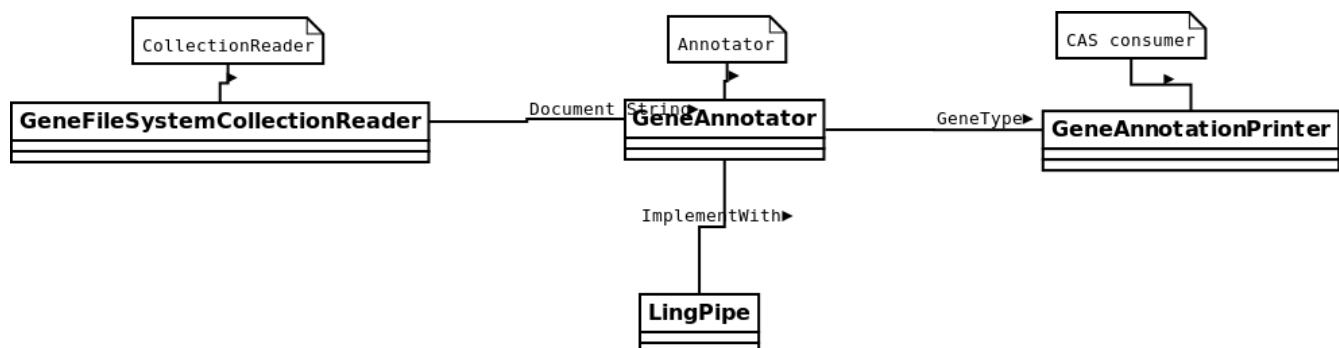 CollectionReader
Annotator
CAS consumer
GeneFileSystemCollectionReader
Document String
GeneAnnotator
GeneType
GeneAnnotationPrinter
ImplementWith
LingPipe